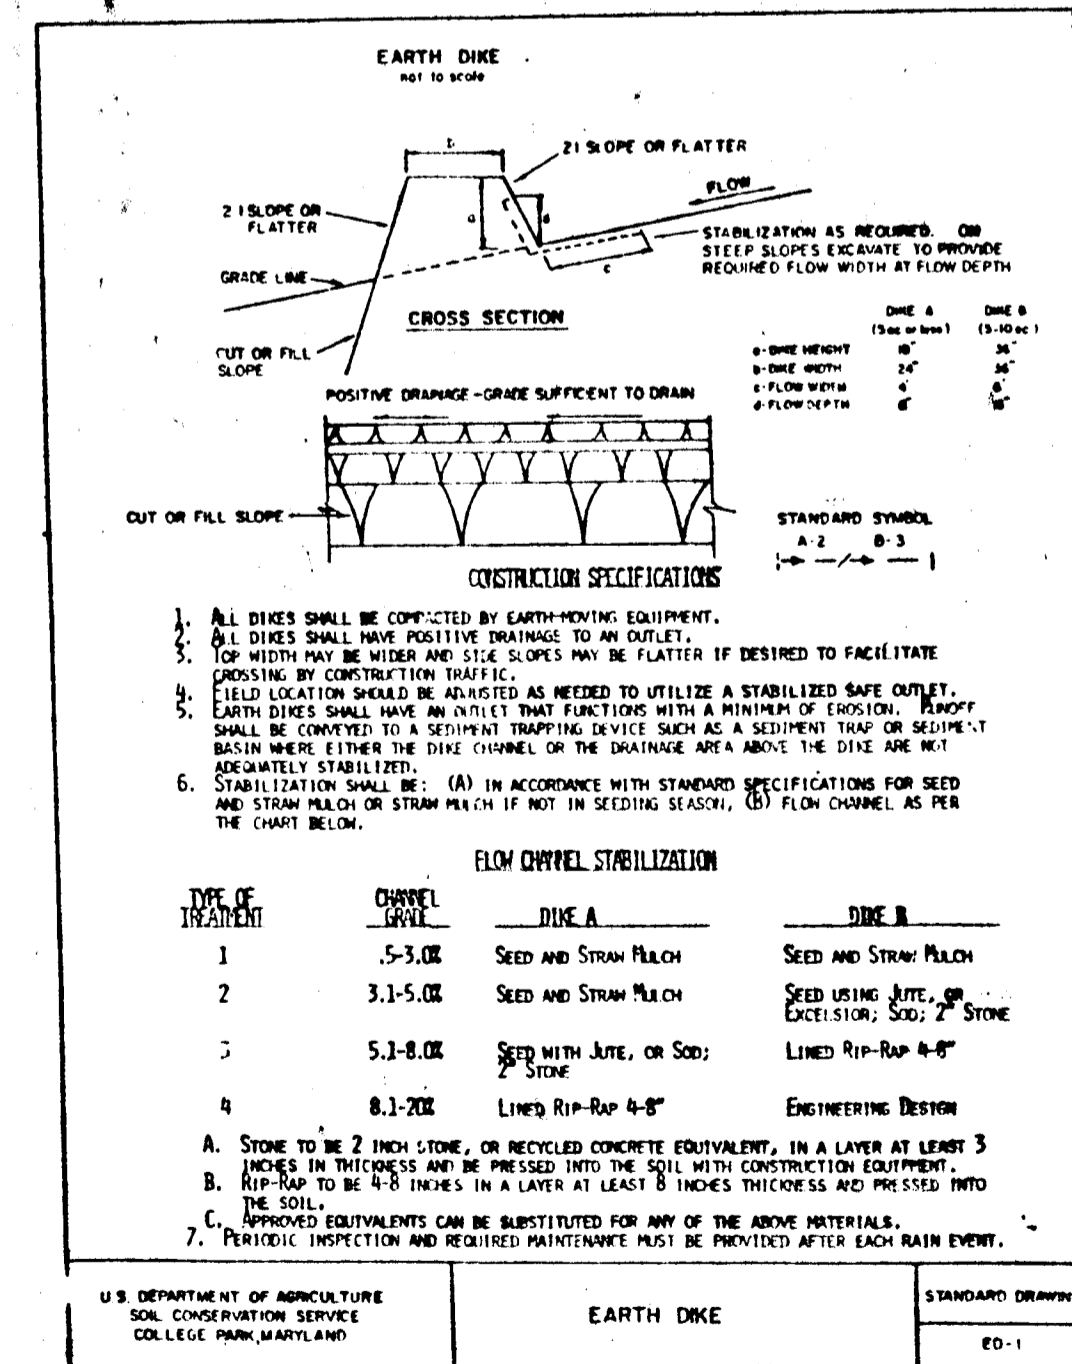 EARTH DIKE
not to scale
b
2:1 SLOPE OR FLATTER
FLOW
2:1 SLOPE OR
FLATTER
a
d
STABILIZATION AS REQUIRED. ON
STEEP SLOPES EXCAVATE TO PROVIDE
REQUIRED FLOW WIDTH AT FLOW DEPTH
c
GRADE LINE
CROSS SECTION
CUT OR FILL
SLOPE
DIKE A DIKE B
(5 ac or less) (5-10 ac)
a-DIKE HEIGHT 18" 36"
b-DIKE WIDTH 24" 36"
c-FLOW WIDTH 4'
d-FLOW DEPTH
POSITIVE DRAINAGE-GRADE SUFFICENT TO DRAIN
CUT OR FILL SLOPE
STANDARD SYMBOL
A-2 B-3
CONSTRUCTION SPECIFICATIONS
1. ALL DIKES SHALL BE COMPACTED BY EARTH-MOVING EQUIPMENT.
2. ALL DIKES SHALL HAVE POSITIVE DRAINAGE TO AN OUTLET.
3. TOP WIDTH MAY BE WIDER AND SIDE SLOPES MAY BE FLATTER IF DESIRED TO FACILITATE
CROSSING BY CONSTRUCTION TRAFFIC.
4. FIELD LOCATION SHOULD BE ADJUSTED AS NEEDED TO UTILIZE A STABILIZED SAFE OUTLET.
5. EARTH DIKES SHALL HAVE AN OUTLET THAT FUNCTIONS WITH A MINIMUM OF EROSION. RUNOFF
SHALL BE CONVEYED TO A SEDIMENT TRAPPING DEVICE SUCH AS A SEDIMENT TRAP OR SEDIMENT
BASIN WHERE EITHER THE DIKE CHANNEL OR THE DRAINAGE AREA ABOVE THE DIKE ARE NOT
ADEQUATELY STABILIZED.
6. STABILIZATION SHALL BE: (A) IN ACCORDANCE WITH STANDARD SPECIFICATIONS FOR SEED
AND STRAW MULCH OR STRAW MULCH IF NOT IN SEEDING SEASON, (B) FLOW CHANNEL AS PER
THE CHART BELOW.
FLOW CHANNEL STABILIZATION
TYPE OF CHANNEL
TREATMENT GRADE DIKE A DIKE B
1 .5-3.0% SEED AND STRAW MULCH SEED AND STRAW MULCH
2 3.1-5.0% SEED AND STRAW MULCH SEED USING JUTE, OR
EXCELSIOR; SOD; 2" STONE
3 5.1-8.0% SEED WITH JUTE, OR SOD; LINED RIP-RAP 4-8"
2" STONE
4 8.1-20% LINED RIP-RAP 4-8" ENGINEERING DESIGN
A. STONE TO BE 2 INCH STONE, OR RECYCLED CONCRETE EQUIVALENT, IN A LAYER AT LEAST 3
INCHES IN THICKNESS AND BE PRESSED INTO THE SOIL WITH CONSTRUCTION EQUIPMENT.
B. RIP-RAP TO BE 4-8 INCHES IN A LAYER AT LEAST 8 INCHES THICKNESS AND PRESSED INTO
THE SOIL.
C. APPROVED EQUIVALENTS CAN BE SUBSTITUTED FOR ANY OF THE ABOVE MATERIALS.
7. PERIODIC INSPECTION AND REQUIRED MAINTENANCE MUST BE PROVIDED AFTER EACH RAIN EVENT.
U.S. DEPARTMENT OF AGRICULTURE
SOIL CONSERVATION SERVICE
COLLEGE PARK, MARYLAND
EARTH DIKE
STANDARD DRAWIN
ED-1